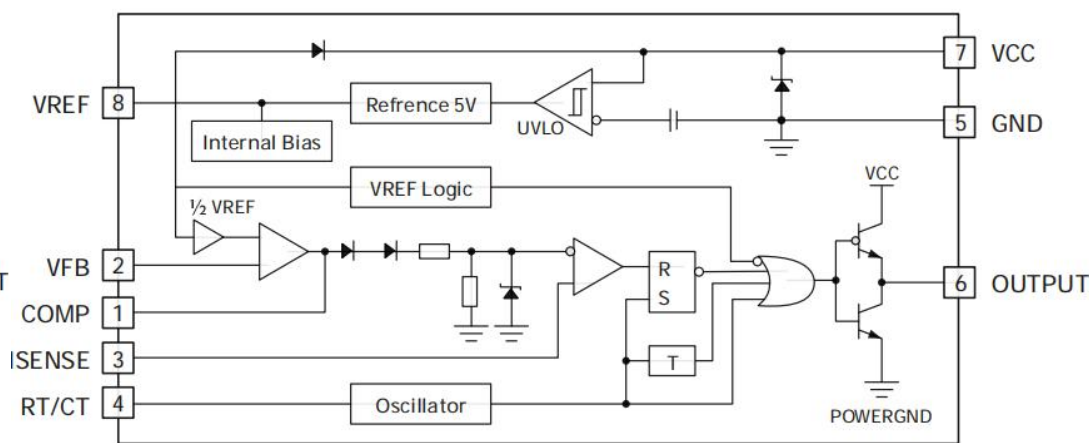 7 VCC
VREF 8
Refrence 5V
UVLO
5 GND
Internal Bias
VREF Logic
VCC
½ VREF
VFB 2
T
R
S
6 OUTPUT
COMP 1
ISENSE 3
T
RT/CT 4
Oscillator
POWERGND